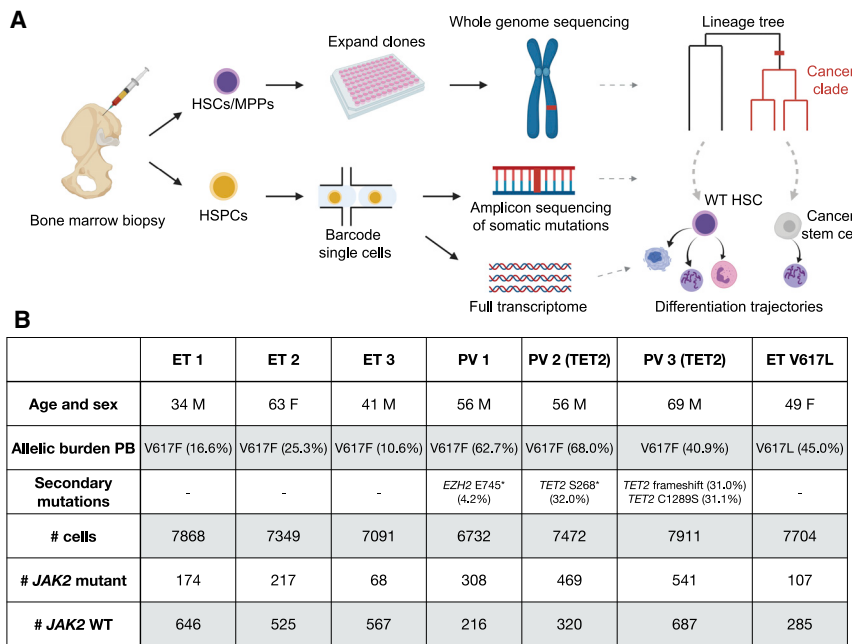 A
Expand clones
Whole genome sequencing
Lineage tree
Cancer
clade
HSCs/MPPs
Bone marrow biopsy
HSPCs
Barcode
single cells
Amplicon sequencing
of somatic mutations
Full transcriptome
WT HSC
Cancer
stem ce
Differentiation trajectories
B
ET 1 ET 2 ET 3 PV 1 PV 2 (TET2) PV 3 (TET2) ET V617L
Age and sex 34 M 63 F 41 M 56 M 56 M 69 M 49 F
Allelic burden PB V617F (16.6%) V617F (25.3%) V617F (10.6%) V617F (62.7%) V617F (68.0%) V617F (40.9%) V617L (45.0%)
Secondary mutations - - - EZH2 E745* (4.2%) TET2 S268* (32.0%) TET2 frameshift (31.0%) TET2 C1289S (31.1%) -
# cells 7868 7349 7091 6732 7472 7911 7704
# JAK2 mutant 174 217 68 308 469 541 107
# JAK2 WT 646 525 567 216 320 687 285